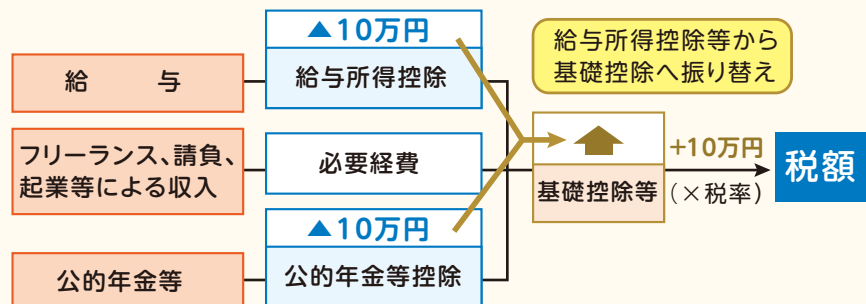 ▲10万円
給与所得控除等から
基礎控除へ振り替え
給与
給与所得控除
フリーランス、請負、
起業等による収入
必要経費
+10万円
税額
基礎控除等
(×税率)
▲10万円
公的年金等
公的年金等控除